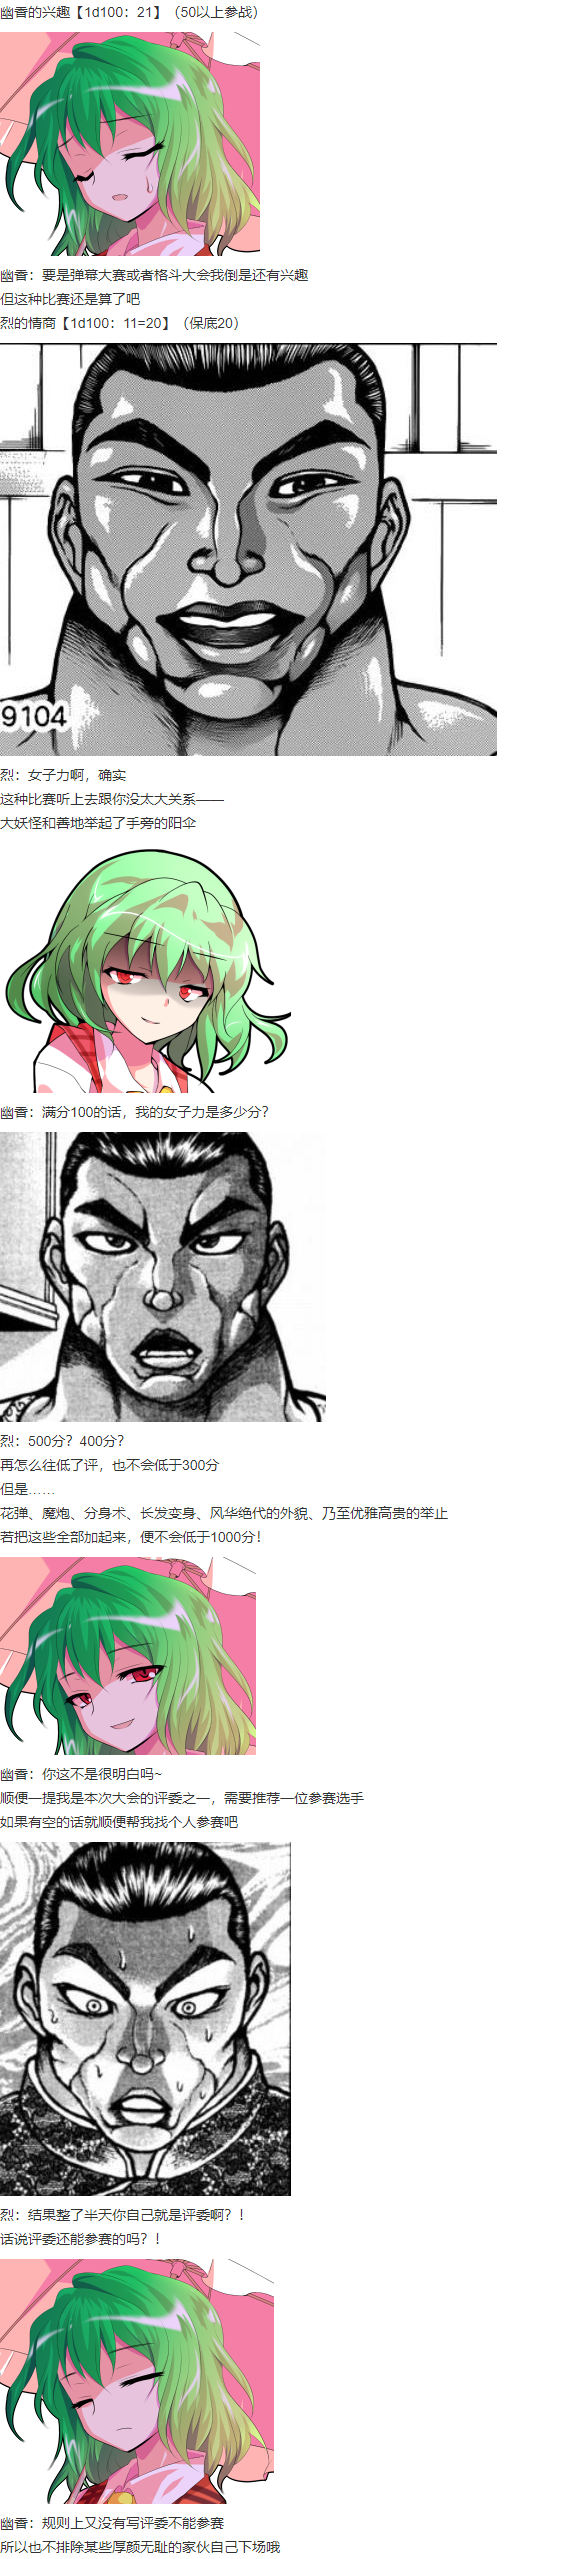 幽香的兴趣【1d100：21】（50以上参战）
幽香：要是弹幕大赛或者格斗大会我倒是还有兴趣
但这种比赛还是算了吧
烈的情商【1d100：11=20】（保底20）
9104
烈：女子力啊，确实
这种比赛听上去跟你没太大关系——
大妖怪和善地举起了手旁的阳伞
幽香：满分100的话，我的女子力是多少分？
烈：500分？400分？
再怎么往低了评，也不会低于300分
但是……
花弹、魔炮、分身术、长发变身、风华绝代的外貌、乃至优雅高贵的举止
若把这些全部加起来，便不会低于1000分！
幽香：你这不是很明白吗~
顺便一提我是本次大会的评委之一，需要推荐一位参赛选手
如果有空的话就顺便帮我找个人参赛吧
烈：结果整了半天你自己就是评委啊？！
话说评委还能参赛的吗？！
幽香：规则上又没有写评委不能参赛
所以也不排除某些厚颜无耻的家伙自己下场哦